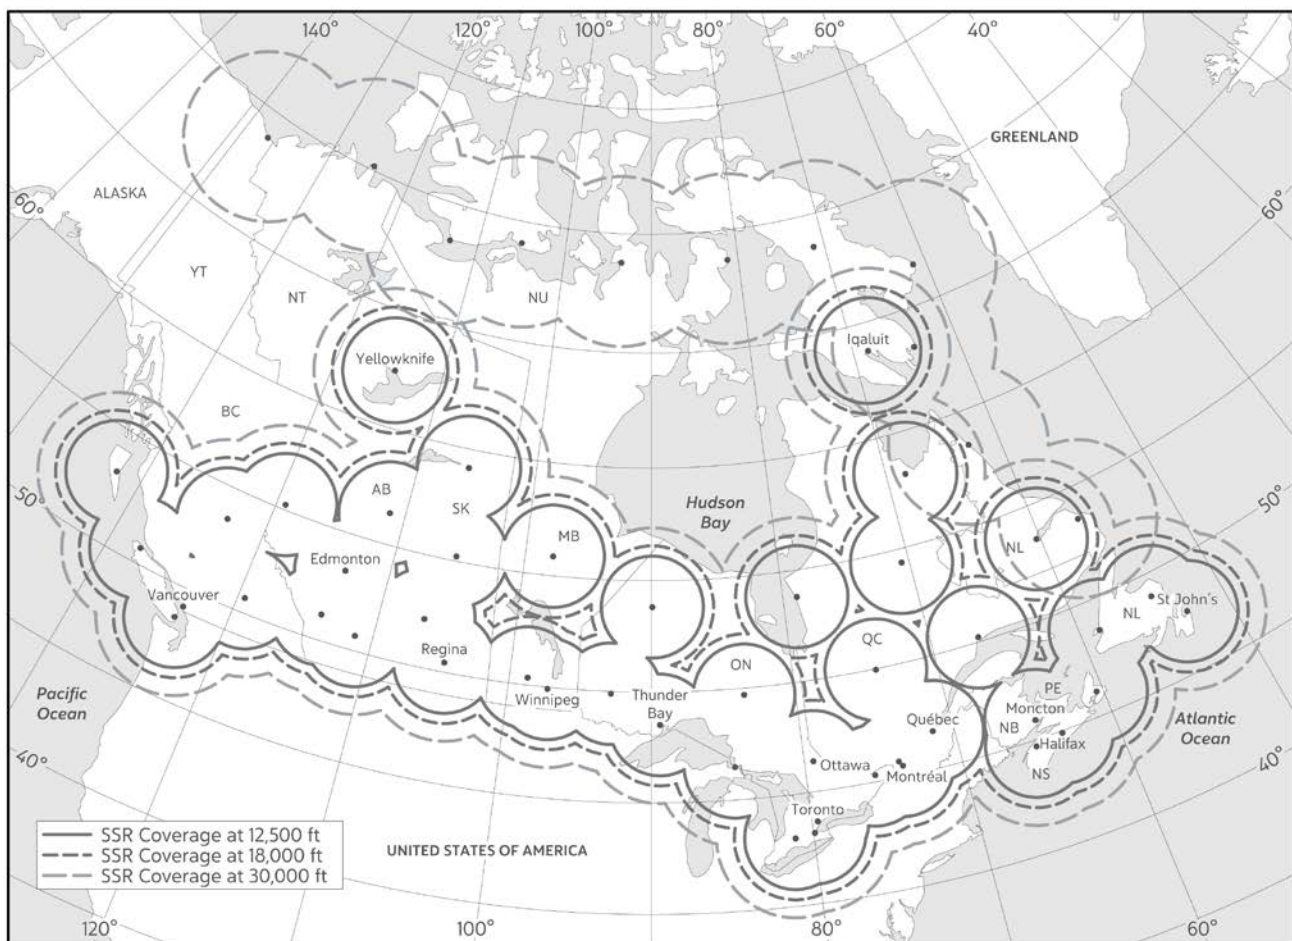 140° 120° 100° 80° 60° 40°
GREENLAND
ALASKA
60° 60°
YT
NT NU
Iqaluit
Yellowknife
BC
50° AB SK MB Hudson
Bay NL 50°
Edmonton
Vancouver NL St John's
QC
Regina ON
Pacific
Ocean
Winnipeg Thunder
Bay
PE
Moncton
Québec NB
Atlantic
Ocean
Halifax
40° Ottawa Montréal NS 40°
Toronto
SSR Coverage at 12,500 ft
SSR Coverage at 18,000 ft
SSR Coverage at 30,000 ft
UNITED STATES OF AMERICA
120° 100° 80° 60°